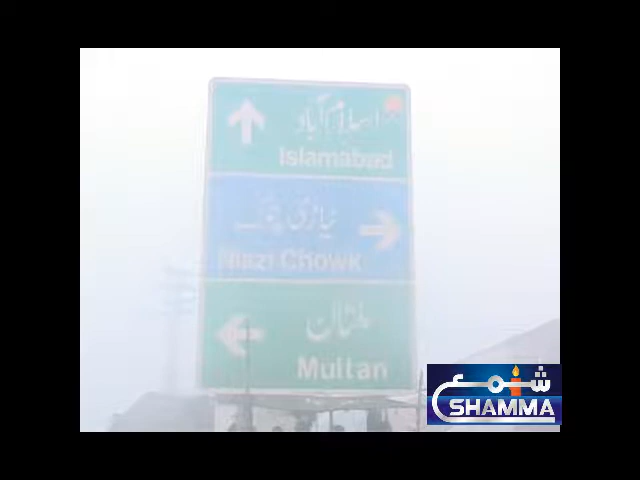 اسلام آباد
Islamabad
نیازی چوک
Niazi Chowk
ملتان
Multan
شمع
SHAMMA